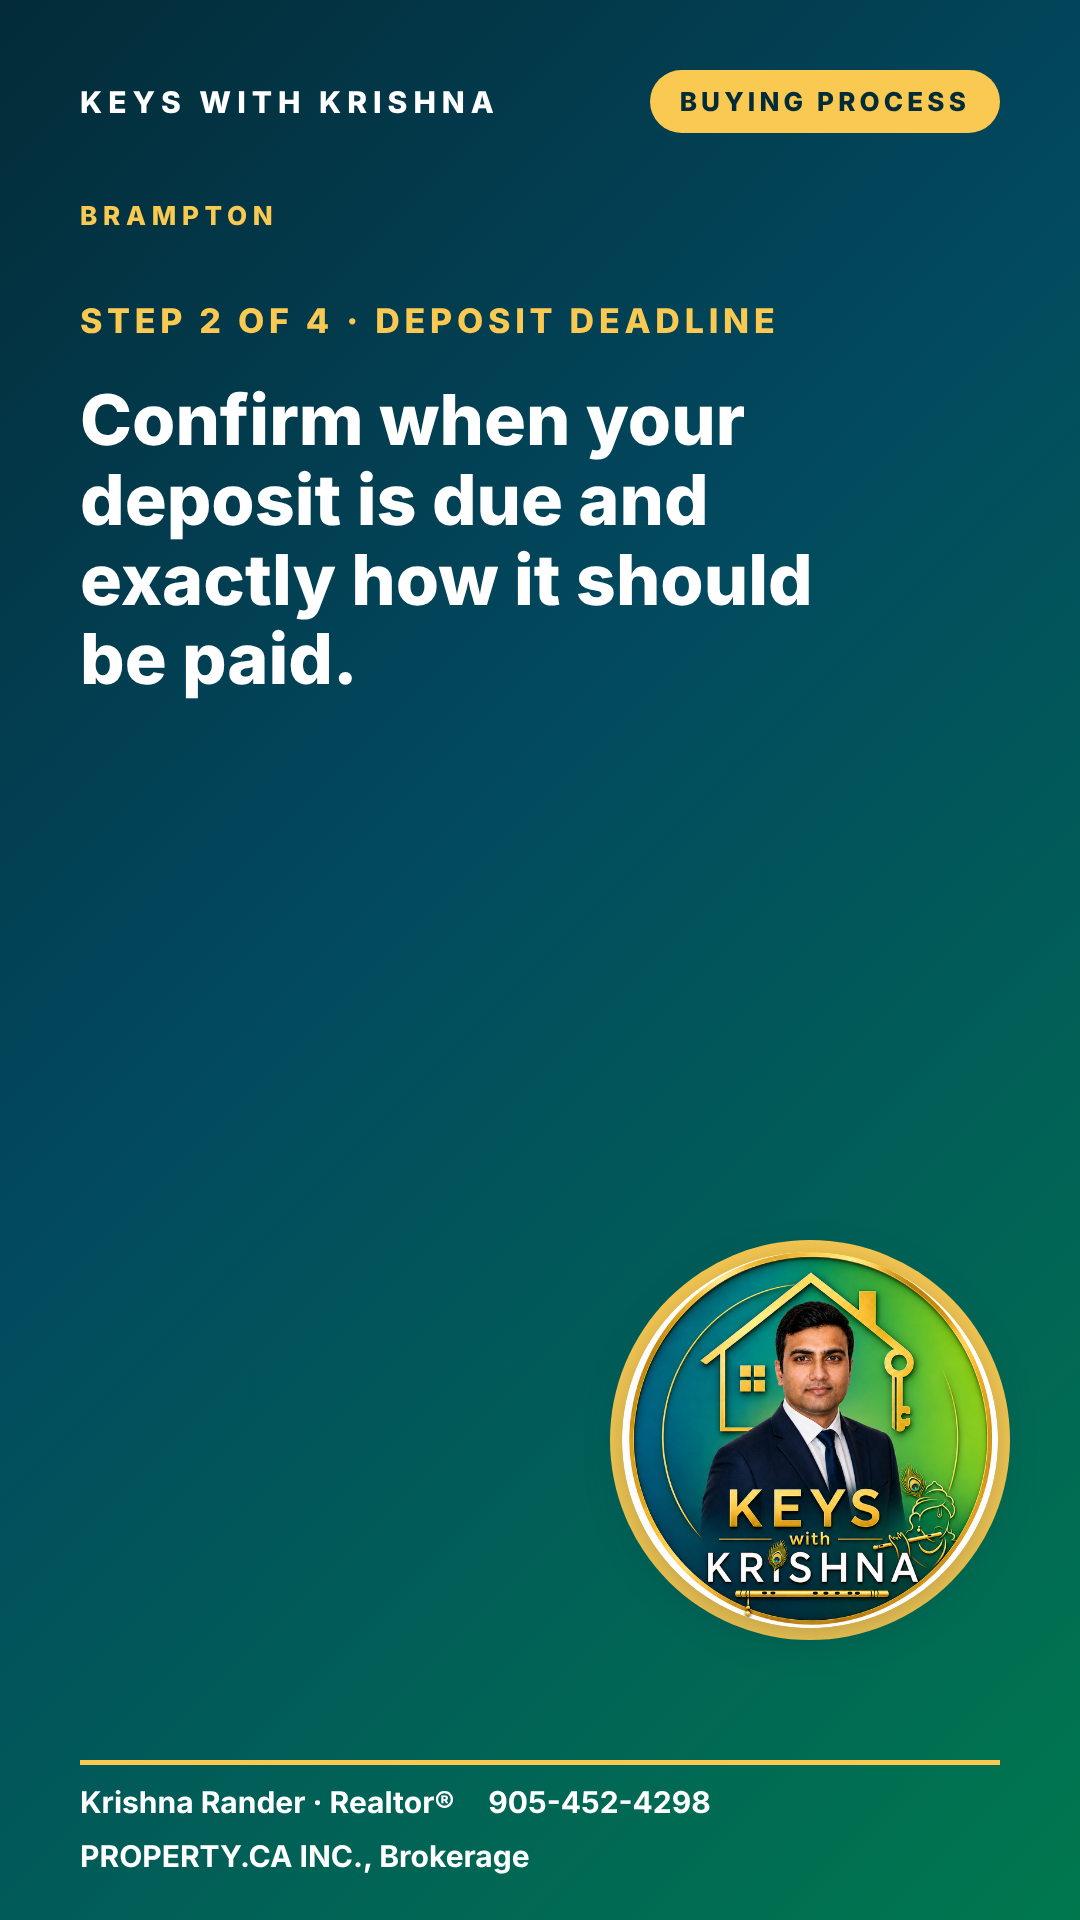 KEYS WITH KRISHNA
BUYING PROCESS
BRAMPTON
STEP 2 OF 4 · DEPOSIT DEADLINE
Confirm when your
deposit is due and
exactly how it should
be paid.
KEYS
with
KRISHNA
Krishna Rander · Realtor® 905-452-4298
PROPERTY.CA INC., Brokerage